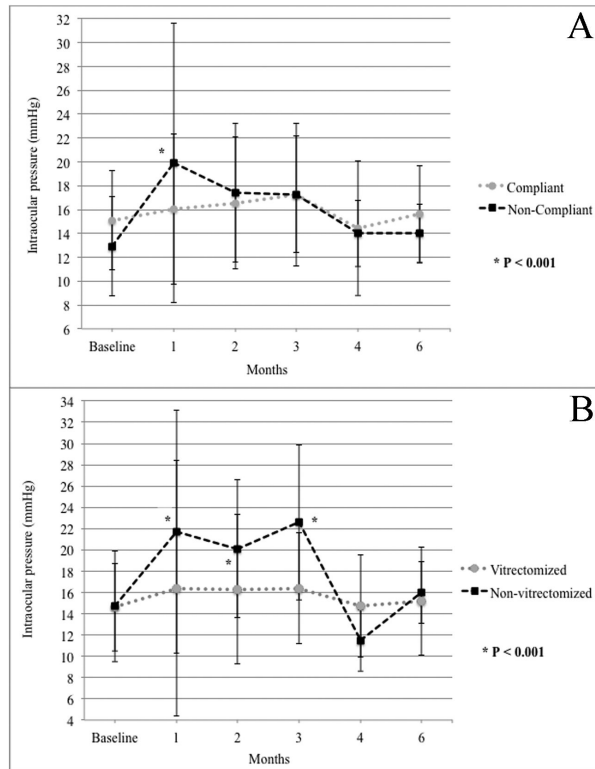 A
Intraocular pressure (mmHg)
32
30
28
26
24
22
20
18
16
14
12
10
8
6
*
Baseline 1 2 3 4 6
Months
Compliant
Non-Compliant
* P < 0.001
B
Intraocular pressure (mmHg)
34
32
30
28
26
24
22
20
18
16
14
12
10
8
6
4
* * *
Baseline 1 2 3 4 6
Months
Vitrectomized
Non-vitrectomized
* P < 0.001